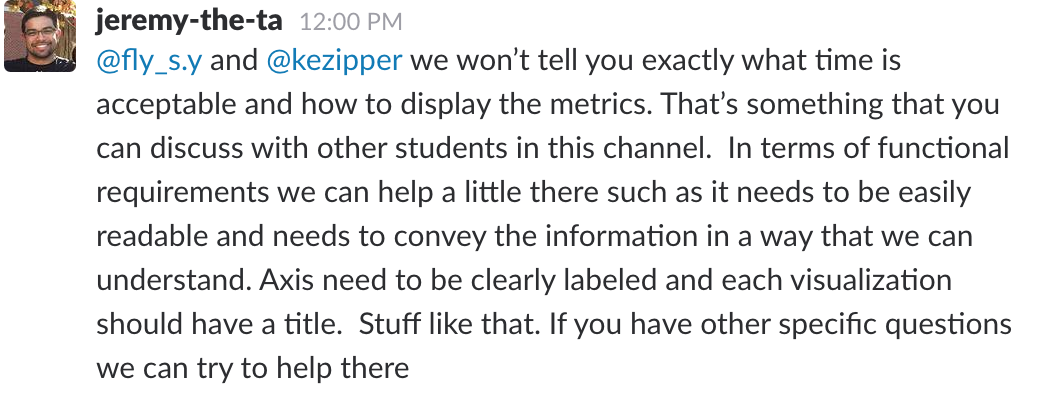 jeremy-the-ta 12:00 PM
@fly_s.y and @kezipper we won’t tell you exactly what time is
acceptable and how to display the metrics. That’s something that you
can discuss with other students in this channel.  In terms of functional
requirements we can help a little there such as it needs to be easily
readable and needs to convey the information in a way that we can
understand. Axis need to be clearly labeled and each visualization
should have a title.  Stuff like that. If you have other specific questions
we can try to help there